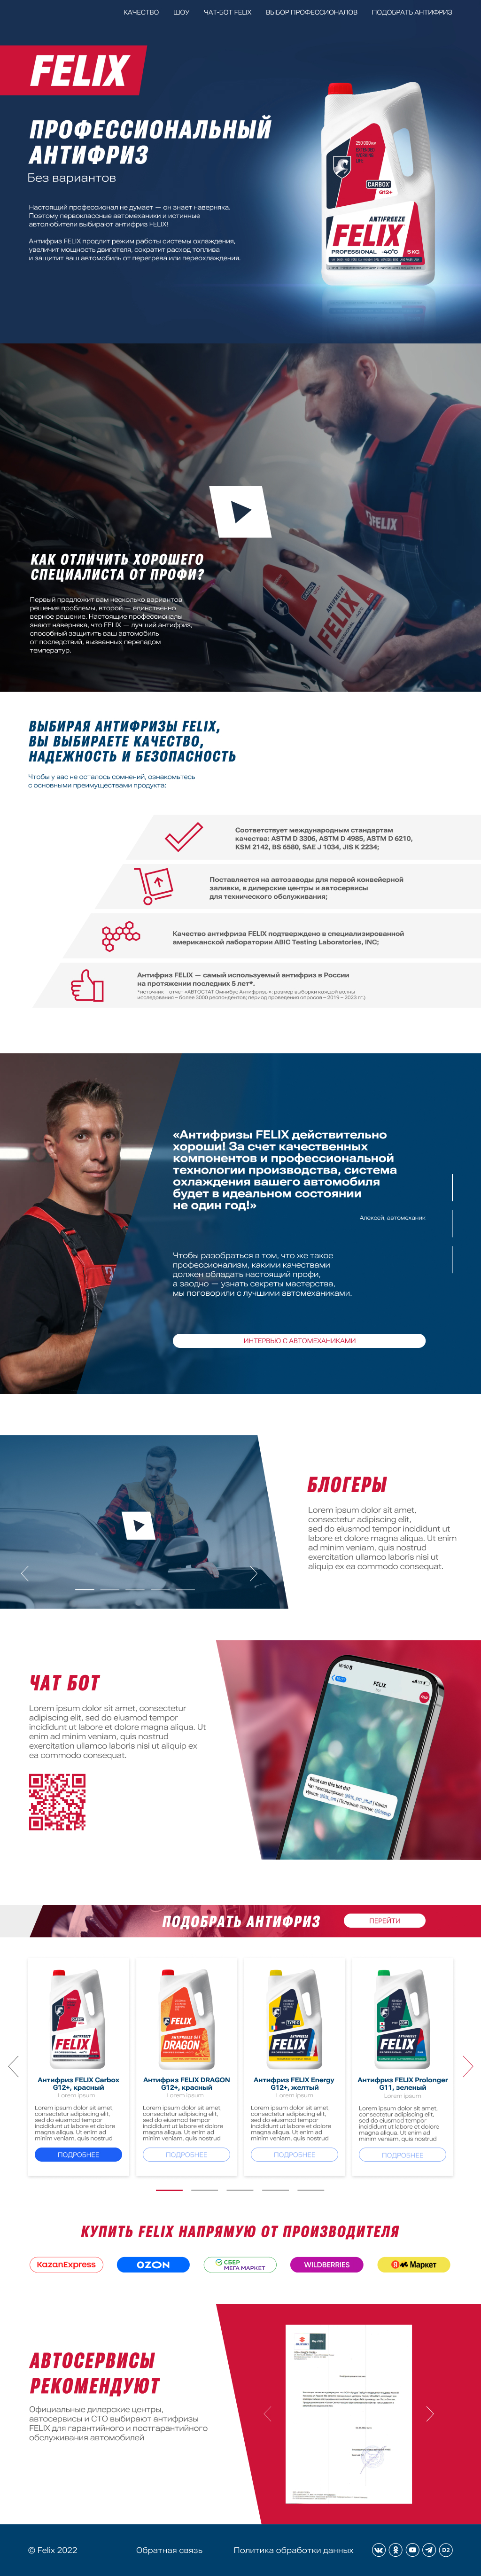 КАЧЕСТВО ШОУ ЧАТ-БОТ FELIX ВЫБОР ПРОФЕССИОНАЛОВ ПОДОБРАТЬ АНТИФРИЗ
FELIX
ПРОФЕССИОНАЛЬНЫЙ
АНТИФРИЗ
Без вариантов
Настоящий профессионал не думает — он знает наверняка.
Поэтому первоклассные автомеханики и истинные
автолюбители выбирают антифриз FELIX!
Антифриз FELIX продлит режим работы системы охлаждения,
увеличит мощность двигателя, сократит расход топлива
и защитит ваш автомобиль от перегрева или переохлаждения.
CARBOX
G12+
ANTIFREEZE
FELIX
PROFESSIONAL -40°C 5 KG
FELIX
FELIX
КАК ОТЛИЧИТЬ ХОРОШЕГО
СПЕЦИАЛИСТА ОТ ПРОФИ?
Первый предложит вам несколько вариантов
решения проблемы, второй — единственно
верное решение. Настоящие профессионалы
знают наверняка, что FELIX — лучший антифриз,
способный защитить ваш автомобиль
от последствий, вызванных перепадом
температур.
ВЫБИРАЯ АНТИФРИЗЫ FELIX,
ВЫ ВЫБИРАЕТЕ КАЧЕСТВО,
НАДЕЖНОСТЬ И БЕЗОПАСНОСТЬ
Чтобы у вас не осталось сомнений, ознакомьтесь
с основными преимуществами продукта:
Соответствует международным стандартам
качества: ASTM D 3306, ASTM D 4985, ASTM D 6210,
KSM 2142, BS 6580, SAE J 1034, JIS K 2234;
Поставляется на автозаводы для первой конвейерной
заливки, в дилерские центры и автосервисы
для технического обслуживания;
Качество антифриза FELIX подтверждено в специализированной
американской лаборатории ABIC Testing Laboratories, INC;
Антифриз FELIX — самый используемый антифриз в России
на протяжении последних 5 лет*.
*источник – отчет «АВТОСТАТ Омнибус Антифризы»; размер выборки каждой волны
исследования – более 3000 респондентов; период проведения опросов – 2019 – 2023 гг.)
«Антифризы FELIX действительно
хороши! За счет качественных
компонентов и профессиональной
технологии производства, система
охлаждения вашего автомобиля
будет в идеальном состоянии
не один год!»
Алексей, автомеханик
Чтобы разобраться в том, что же такое
профессионализм, какими качествами
должен обладать настоящий профи,
а заодно — узнать секреты мастерства,
мы поговорили с лучшими автомеханиками.
ИНТЕРВЬЮ С АВТОМЕХАНИКАМИ
БЛОГЕРЫ
Lorem ipsum dolor sit amet,
consectetur adipiscing elit,
sed do eiusmod tempor incididunt ut
labore et dolore magna aliqua. Ut enim
ad minim veniam, quis nostrud
exercitation ullamco laboris nisi ut
aliquip ex ea commodo consequat.
ЧАТ БОТ
Lorem ipsum dolor sit amet, consectetur
adipiscing elit, sed do eiusmod tempor
incididunt ut labore et dolore magna aliqua. Ut
enim ad minim veniam, quis nostrud
exercitation ullamco laboris nisi ut aliquip ex
ea commodo consequat.
FELIX
What can this bot do?
ПОДОБРАТЬ АНТИФРИЗ
ПЕРЕЙТИ
FELIX
FELIX
DRAGON
FELIX
FELIX
Антифриз FELIX Carbox
G12+, красный
Lorem ipsum
Lorem ipsum dolor sit amet,
consectetur adipiscing elit,
sed do eiusmod tempor
incididunt ut labore et dolore
magna aliqua. Ut enim ad
minim veniam, quis nostrud
ПОДРОБНЕЕ
Антифриз FELIX DRAGON
G12+, красный
Lorem ipsum
Lorem ipsum dolor sit amet,
consectetur adipiscing elit,
sed do eiusmod tempor
incididunt ut labore et dolore
magna aliqua. Ut enim ad
minim veniam, quis nostrud
ПОДРОБНЕЕ
Антифриз FELIX Energy
G12+, желтый
Lorem ipsum
Lorem ipsum dolor sit amet,
consectetur adipiscing elit,
sed do eiusmod tempor
incididunt ut labore et dolore
magna aliqua. Ut enim ad
minim veniam, quis nostrud
ПОДРОБНЕЕ
Антифриз FELIX Prolonger
G11, зеленый
Lorem ipsum
Lorem ipsum dolor sit amet,
consectetur adipiscing elit,
sed do eiusmod tempor
incididunt ut labore et dolore
magna aliqua. Ut enim ad
minim veniam, quis nostrud
ПОДРОБНЕЕ
КУПИТЬ FELIX НАПРЯМУЮ ОТ ПРОИЗВОДИТЕЛЯ
KazanExpress
OZON
СБЕР
МЕГА МАРКЕТ
WILDBERRIES
Я Маркет
АВТОСЕРВИСЫ
РЕКОМЕНДУЮТ
Официальные дилерские центры,
автосервисы и СТО выбирают антифризы
FELIX для гарантийного и постгарантийного
обслуживания автомобилей
© Felix 2022 Обратная связь Политика обработки данных D2